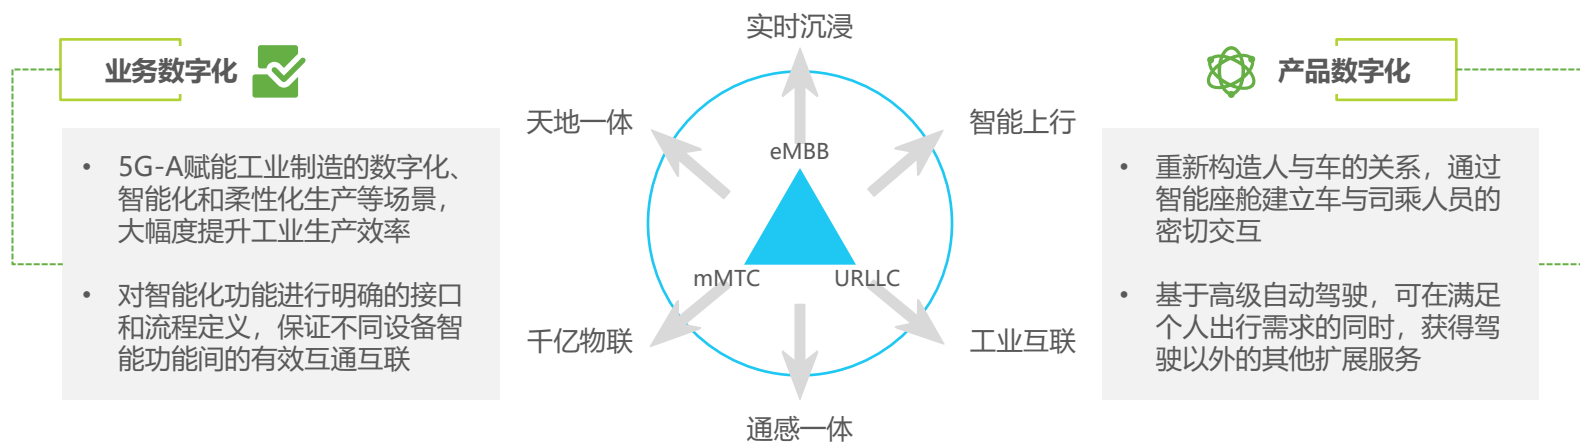 业务数字化
5G-A赋能工业制造的数字化、
智能化和柔性化生产等场景，
大幅度提升工业生产效率
对智能化功能进行明确的接口
和流程定义，保证不同设备智
能功能间的有效互通互联
实时沉浸
天地一体
智能上行
eMBB
mMTC
URLLC
千亿物联
工业互联
通感一体
产品数字化
重新构造人与车的关系，通过
智能座舱建立车与司乘人员的
密切交互
基于高级自动驾驶，可在满足
个人出行需求的同时，获得驾
驶以外的其他扩展服务